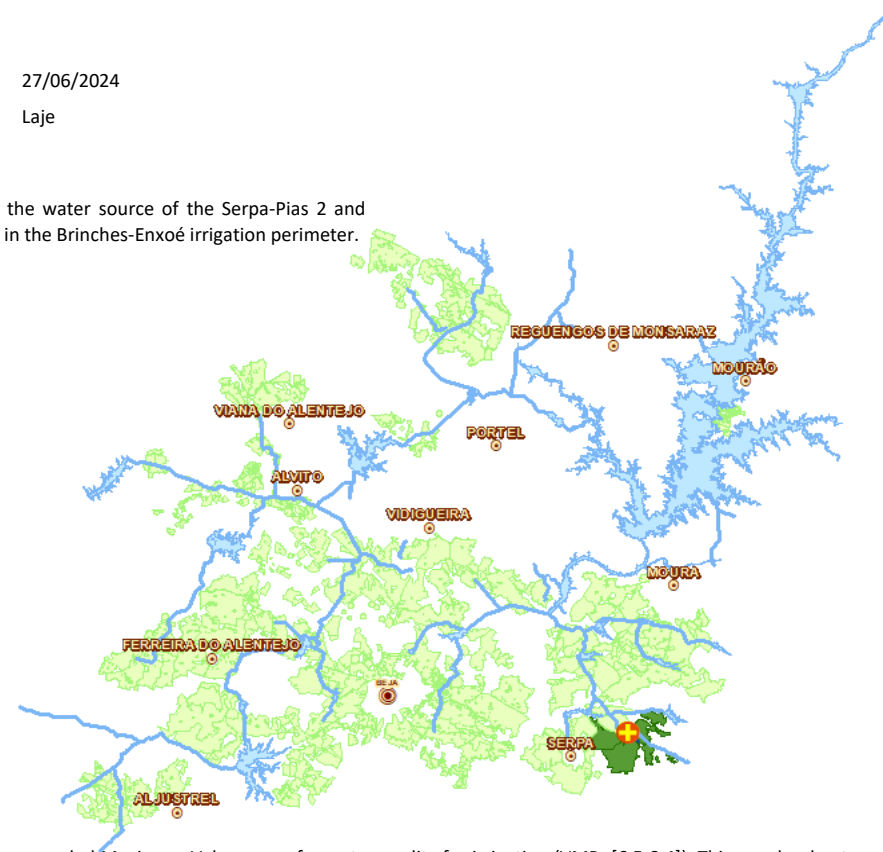 27/06/2024
Laje
the water source of the Serpa-Pias 2 and
in the Brinches-Enxoé irrigation perimeter.
REGUENGOS DE MONSARAZ
MOURÃO
VIANA DO ALENTEJO
PORTEL
ALVITO
VIDIGUEIRA
MOURA
FERREIRA DO ALENTEJO
BEJA
SERPA
ALJUSTREL